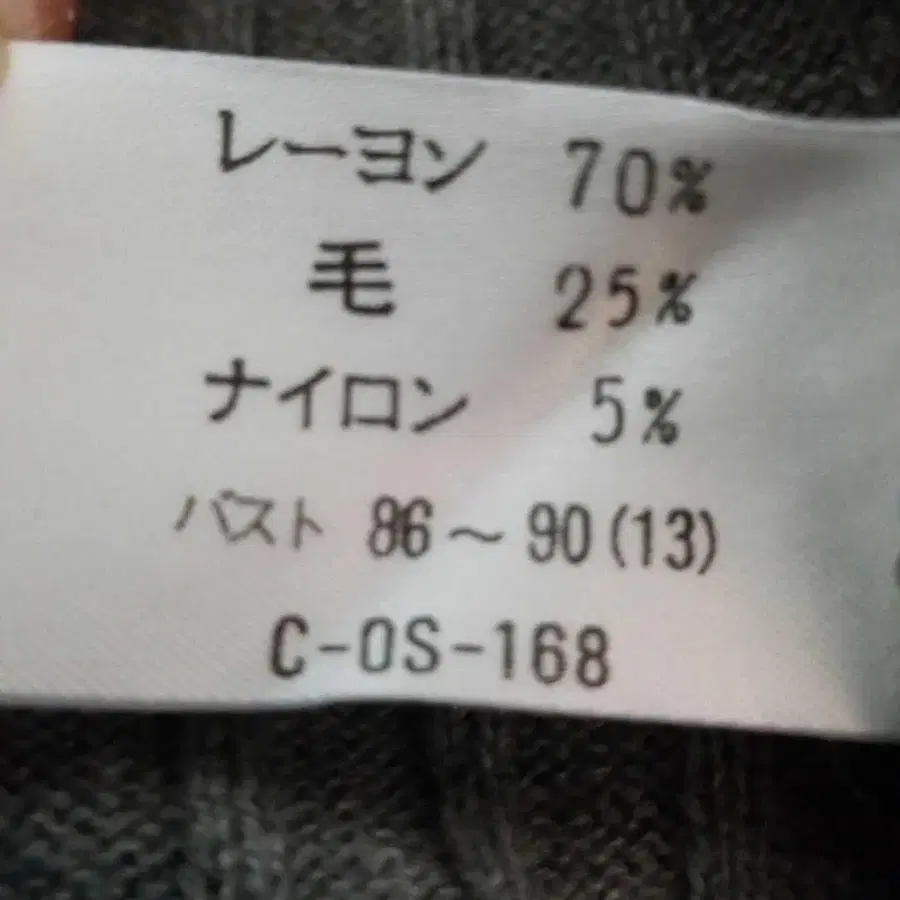 レーヨン 70%
毛 25%
ナイロン 5%
バスト 86～90(13)
C-OS-168